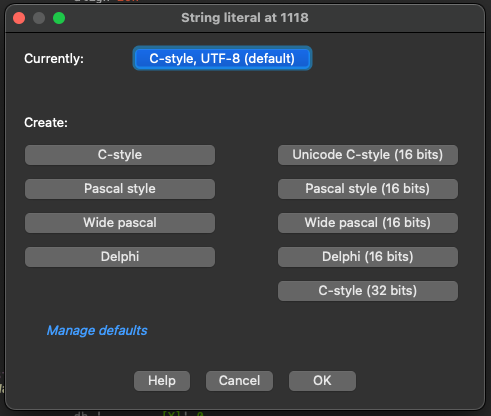 String literal at 1118
Currently:
C-style, UTF-8 (default)
Create:
C-style
Unicode C-style (16 bits)
Pascal style
Pascal style (16 bits)
Wide pascal
Wide pascal (16 bits)
Delphi
Delphi (16 bits)
C-style (32 bits)
Manage defaults
Help
Cancel
OK